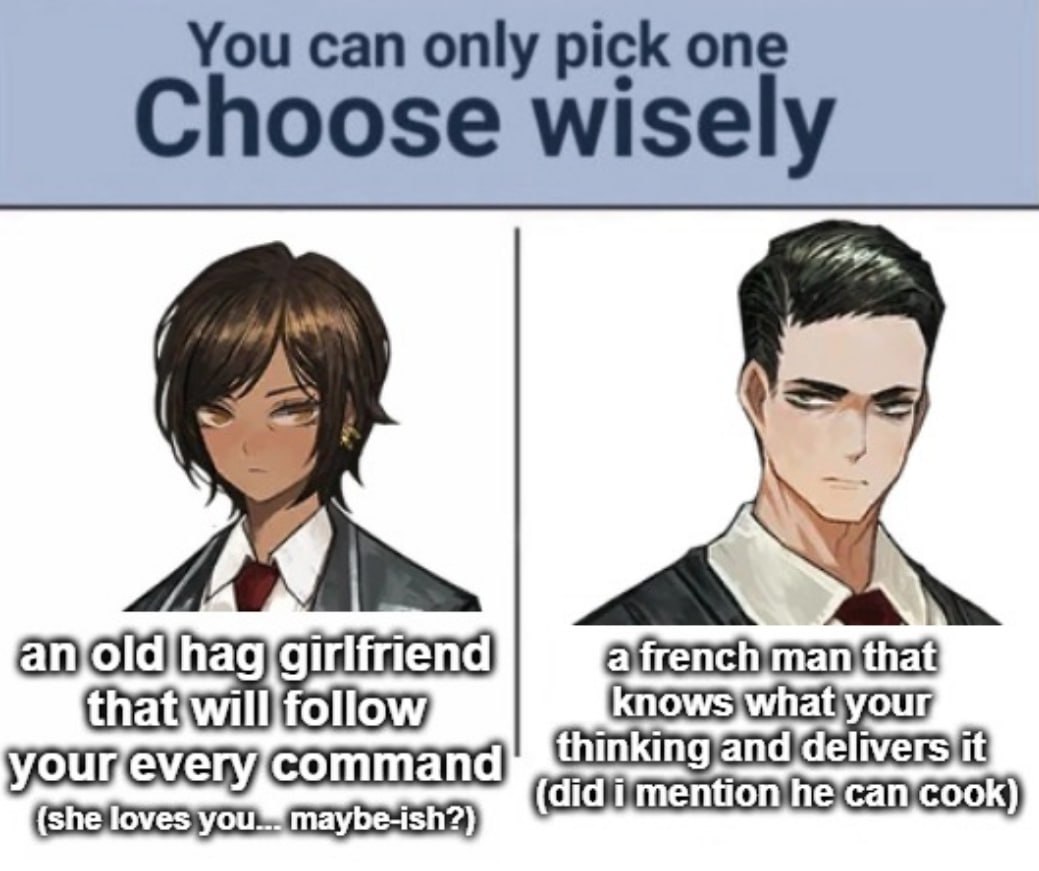 You can only pick one
Choose wisely
an old hag girlfriend
that will follow
your every command
(she loves you... maybe-ish?)
a french man that
knows what your
thinking and delivers it
(did i mention he can cook)